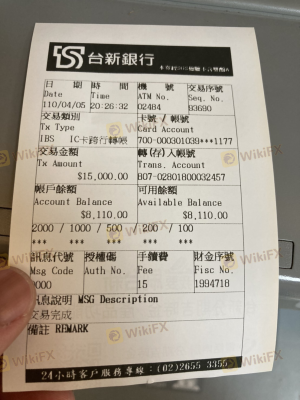 台新銀行
日期 時間 機號 交易序號
Date Time ATM No. Seq. No.
110/04/05 20:26:32 02484 B3690
交易類別 卡號/帳號
Tx Type Card Account
IBS IC卡跨行轉帳 700-000301039***1177
交易金額 轉(存)入帳號
Tx Amount Trans. Account
$15,000.00 807-02801800032457
帳戶餘額 可用餘額
Account Balance Available Balance
$8,110.00 $8,110.00
2000 / 1000 / 500 / 200 / 100
*** *** *** *** ***
訊息代號 授權碼 手續費 財金序號
Msg Code Auth No. Fee Fisc No.
0000 15 1994718
訊息說明 MSG Description
交易完成
備註 REMARK
24小時客戶服務專線:(02)2655 3355
WikiFX